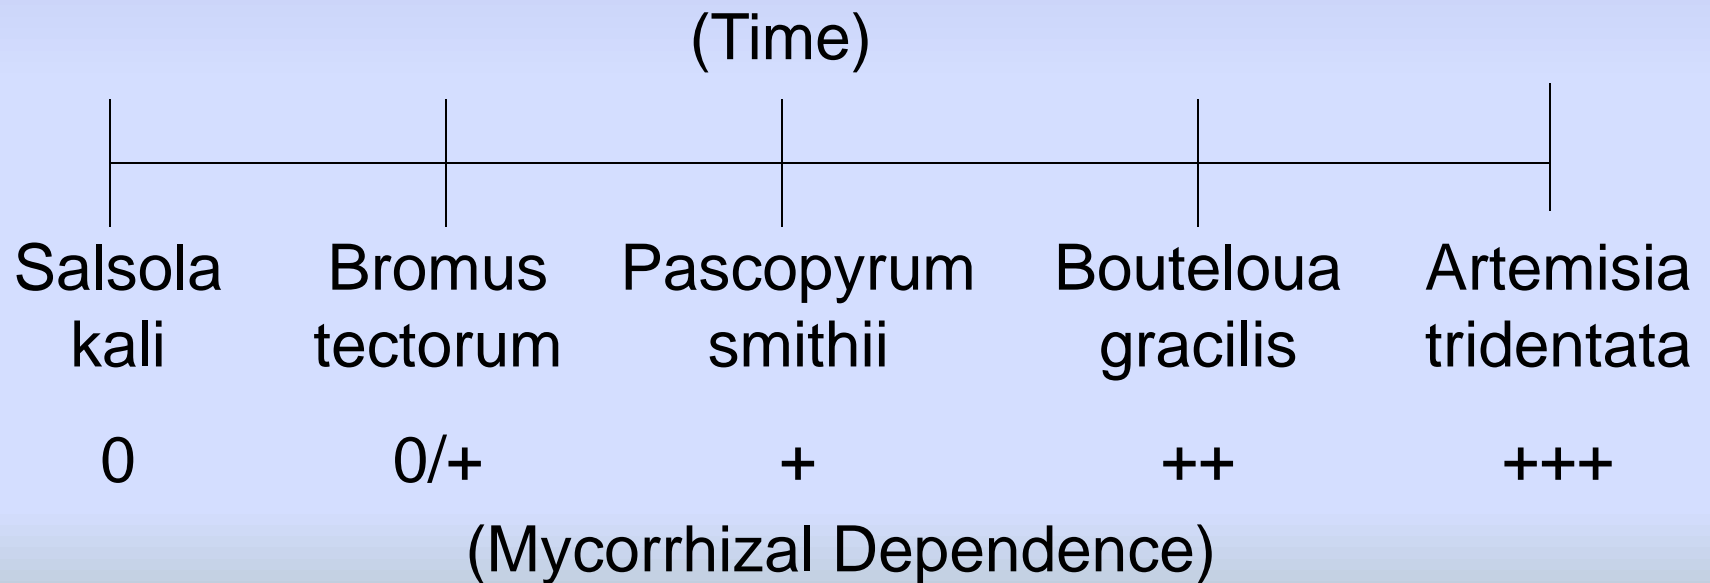 (Time)
Salsola Bromus Pascopyrum Bouteloua Artemisia
kali tectorum smithii gracilis tridentata
0 0/+ + ++ +++
(Mycorrhizal Dependence)